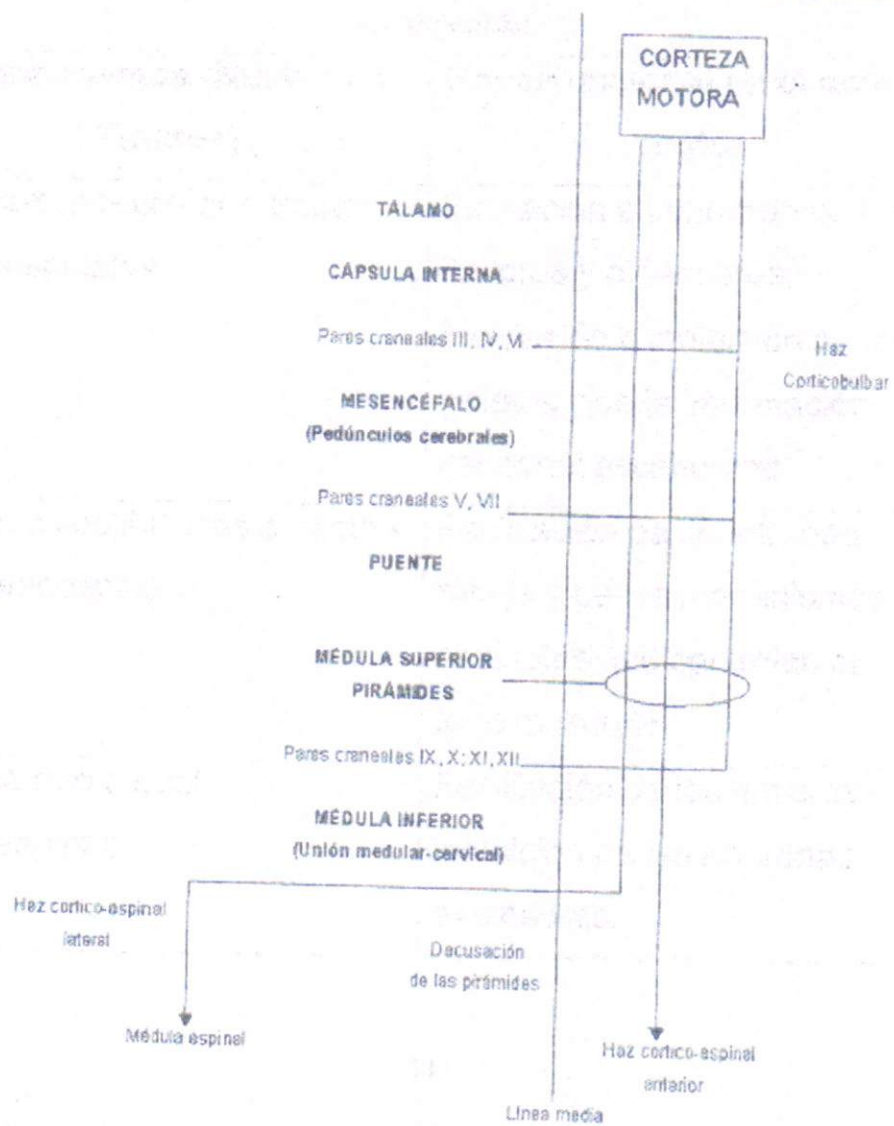 CORTEZA
MOTORA
TÁLAMO
CÁPSULA INTERNA
Pares craneales III, IV, VI
Haz
Corticobulbar
MESENCÉFALO
(Pedúnculos cerebrales)
Pares craneales V, VII
PUENTE
MÉDULA SUPERIOR
PIRÁMIDES
Pares craneales IX, X; XI, XII
MÉDULA INFERIOR
(Unión medular-cervical)
Haz cortico-espinal
lateral
Decusación
de las pirámides
Médula espinal
Haz cortico-espinal
anterior
Línea media